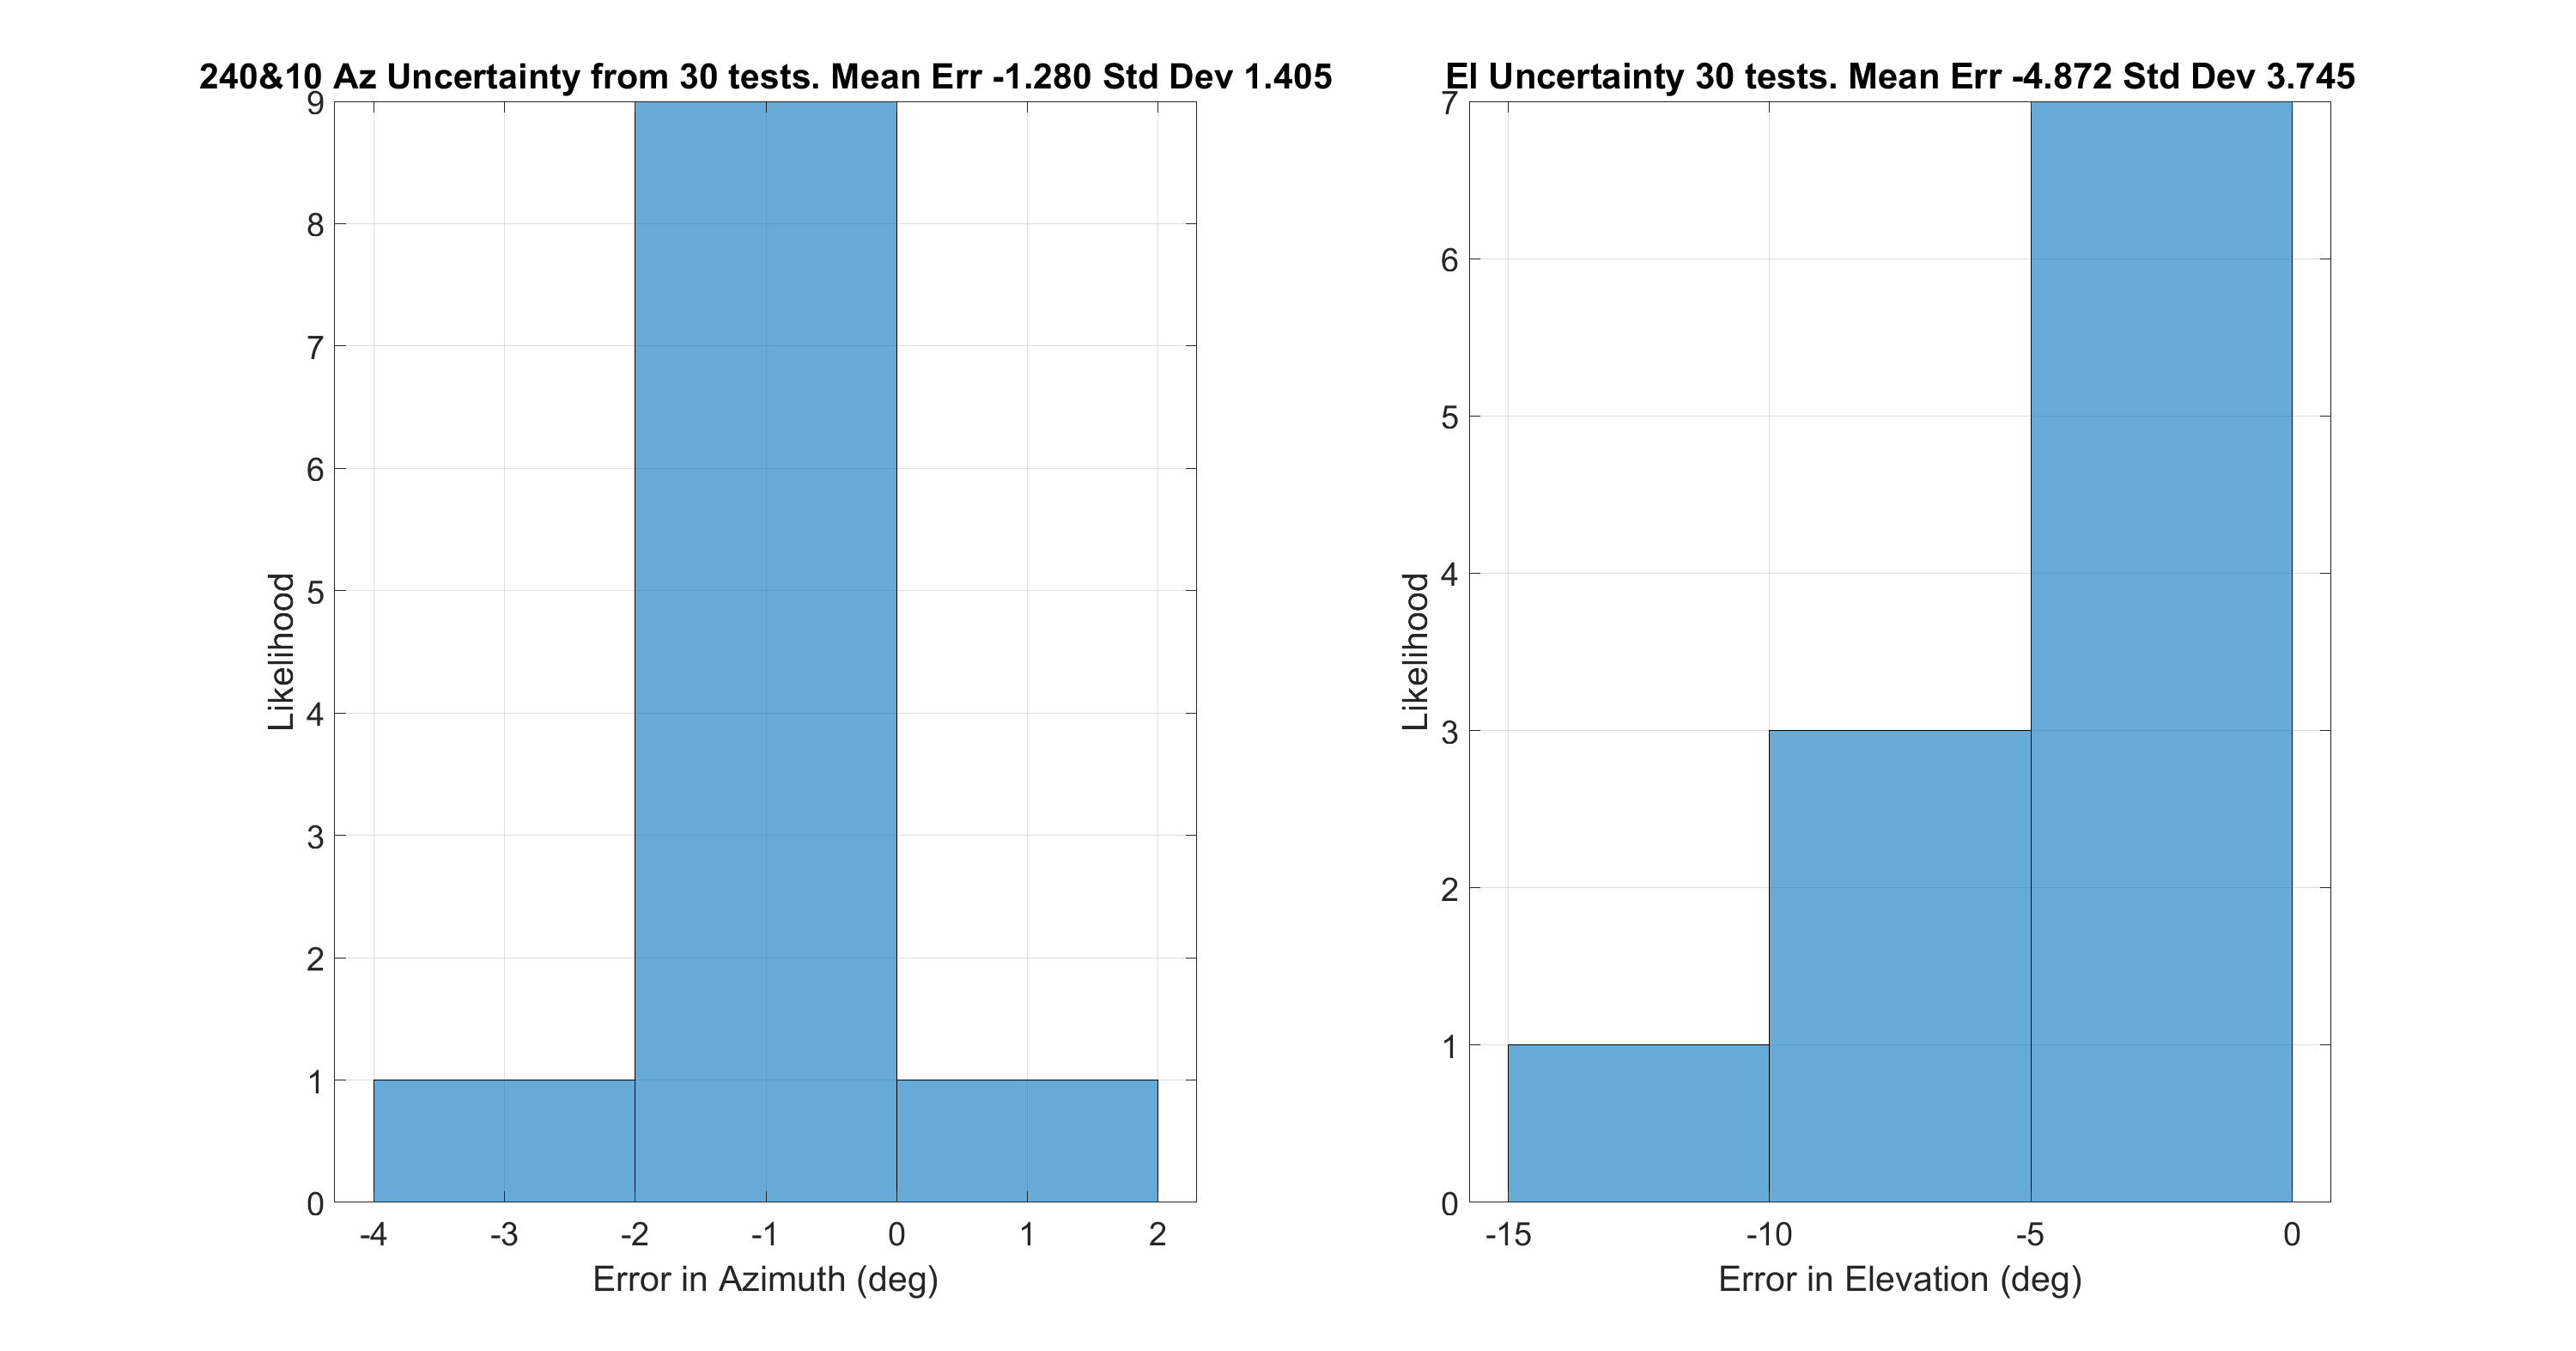 240&10 Az Uncertainty from 30 tests. Mean Err -1.280 Std Dev 1.405
9
8
7
6
5
4
3
2
1
0
Likelihood
-4 -3 -2 -1 0 1 2
Error in Azimuth (deg)
El Uncertainty 30 tests. Mean Err -4.872 Std Dev 3.745
7
6
5
4
3
2
1
0
Likelihood
-15 -10 -5 0
Error in Elevation (deg)